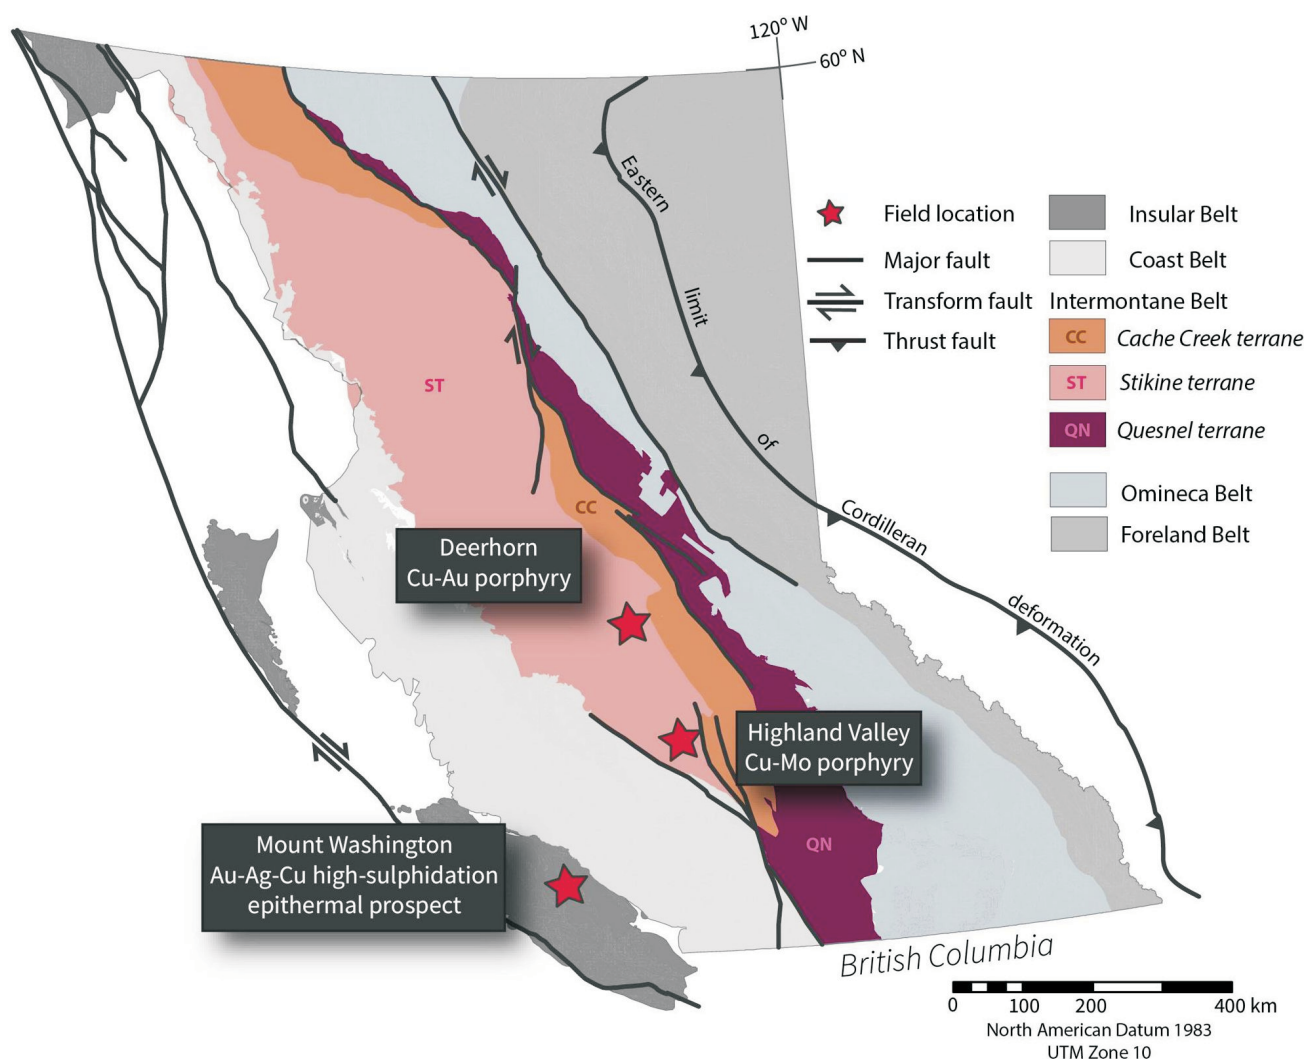 120° W
60° N
Eastern
limit
of
Cordilleran
deformation
Field location
Major fault
Transform fault
Thrust fault
Insular Belt
Coast Belt
Intermontane Belt
CC Cache Creek terrane
ST Stikine terrane
QN Quesnel terrane
Omineca Belt
Foreland Belt
ST
CC
Deerhorn
Cu-Au porphyry
Highland Valley
Cu-Mo porphyry
QN
Mount Washington
Au-Ag-Cu high-sulphidation
epithermal prospect
British Columbia
0 100 200 400 km
North American Datum 1983
UTM Zone 10